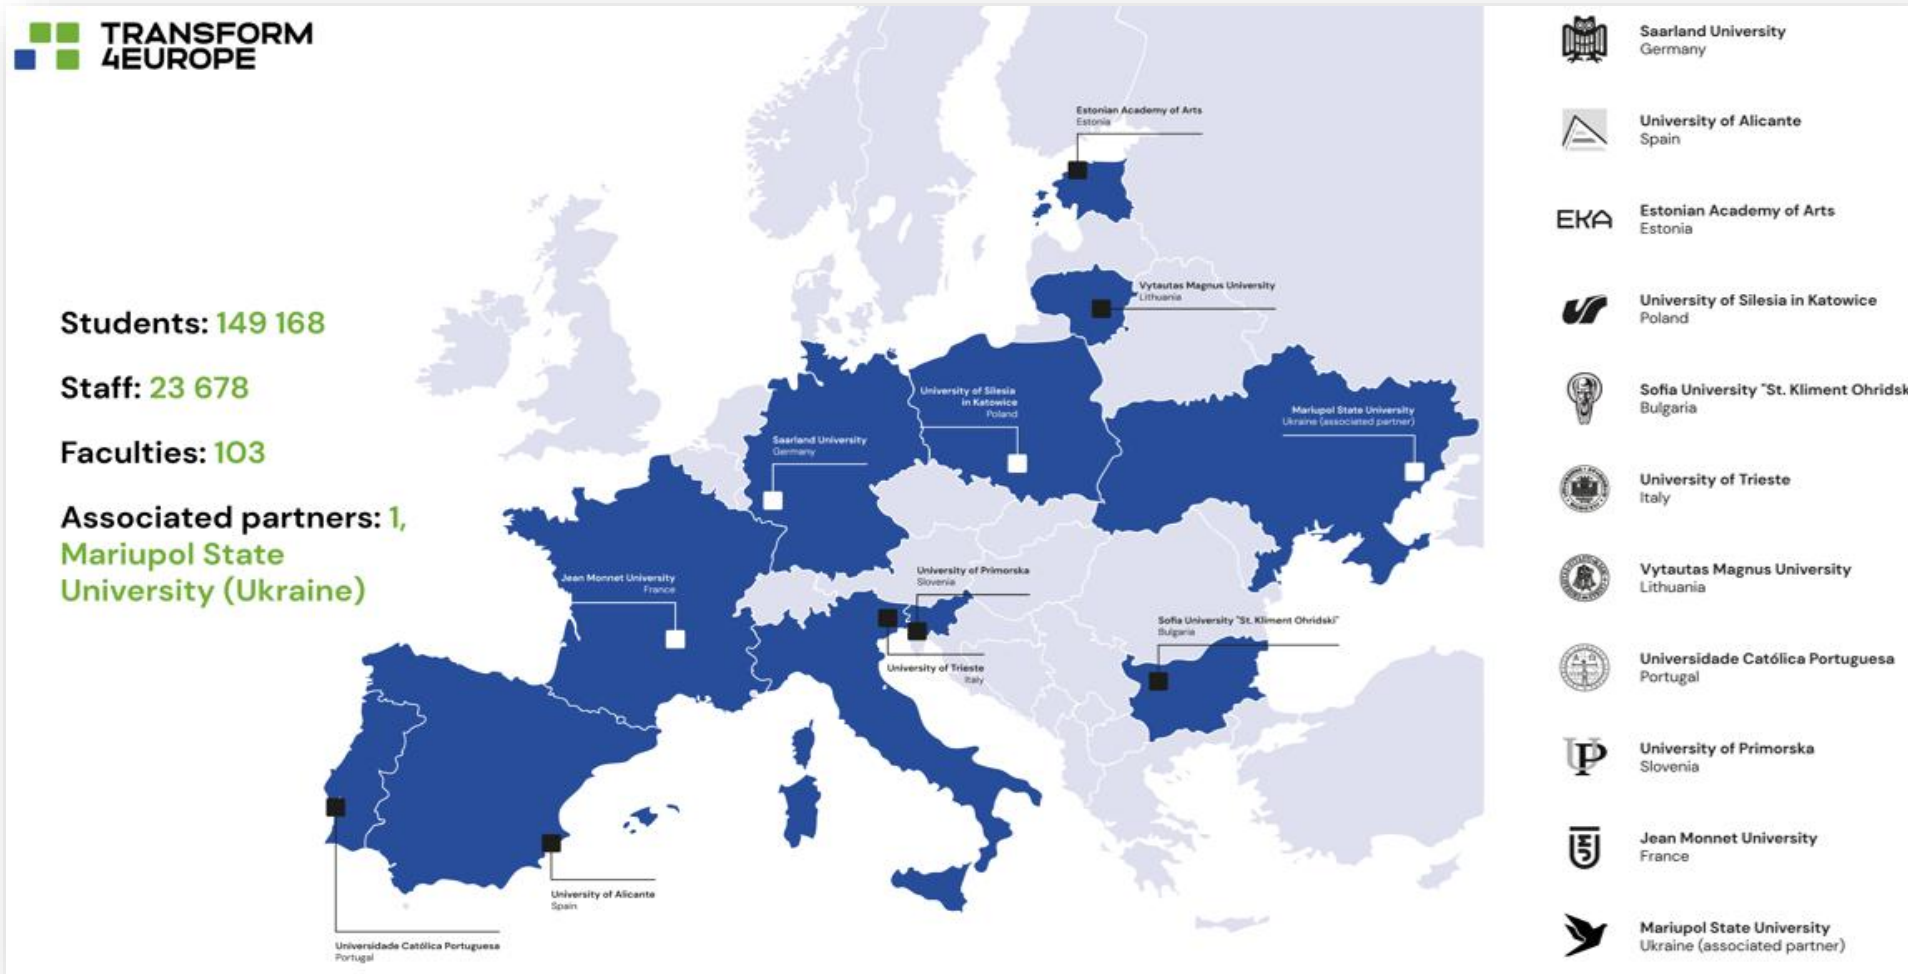 TRANSFORM
4EUROPE
Students: 149 168
Staff: 23 678
Faculties: 103
Associated partners: 1,
Mariupol State
University (Ukraine)
Estonian Academy of Arts
Estonia
Vytautas Magnus University
Lithuania
University of Silesia
in Katowice
Poland
Mariupol State University
Ukraine (associated partner)
Saarland University
Germany
Jean Monnet University
France
University of Primorska
Slovenia
Sofia University "St. Kliment Ohridski"
Bulgaria
University of Trieste
Italy
University of Alicante
Spain
Universidade Católica Portuguesa
Portugal
Saarland University
Germany
University of Alicante
Spain
EKA
Estonian Academy of Arts
Estonia
University of Silesia in Katowice
Poland
Sofia University "St. Kliment Ohridsk
Bulgaria
University of Trieste
Italy
Vytautas Magnus University
Lithuania
Universidade Católica Portuguesa
Portugal
UP
University of Primorska
Slovenia
UJM
Jean Monnet University
France
Mariupol State University
Ukraine (associated partner)